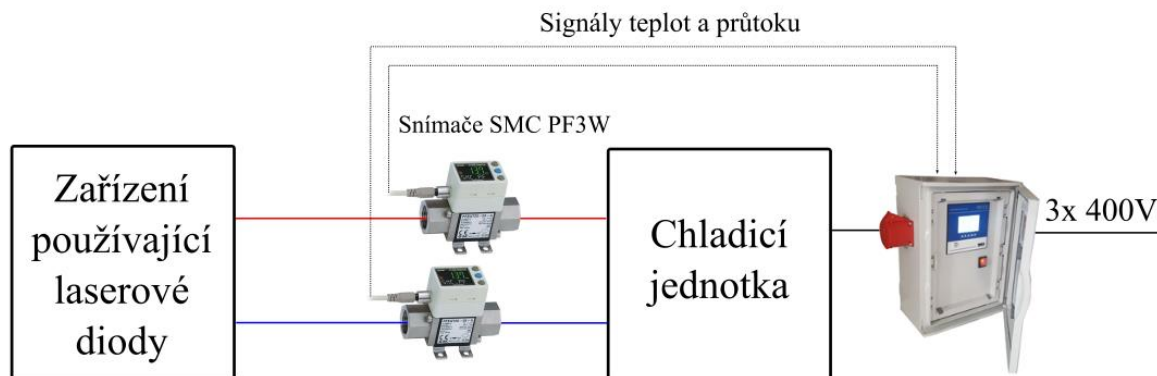 Signály teplot a průtoku
Snímače SMC PF3W
Zařízení
používající
laserové
diody
Chladicí
jednotka
3x 400V